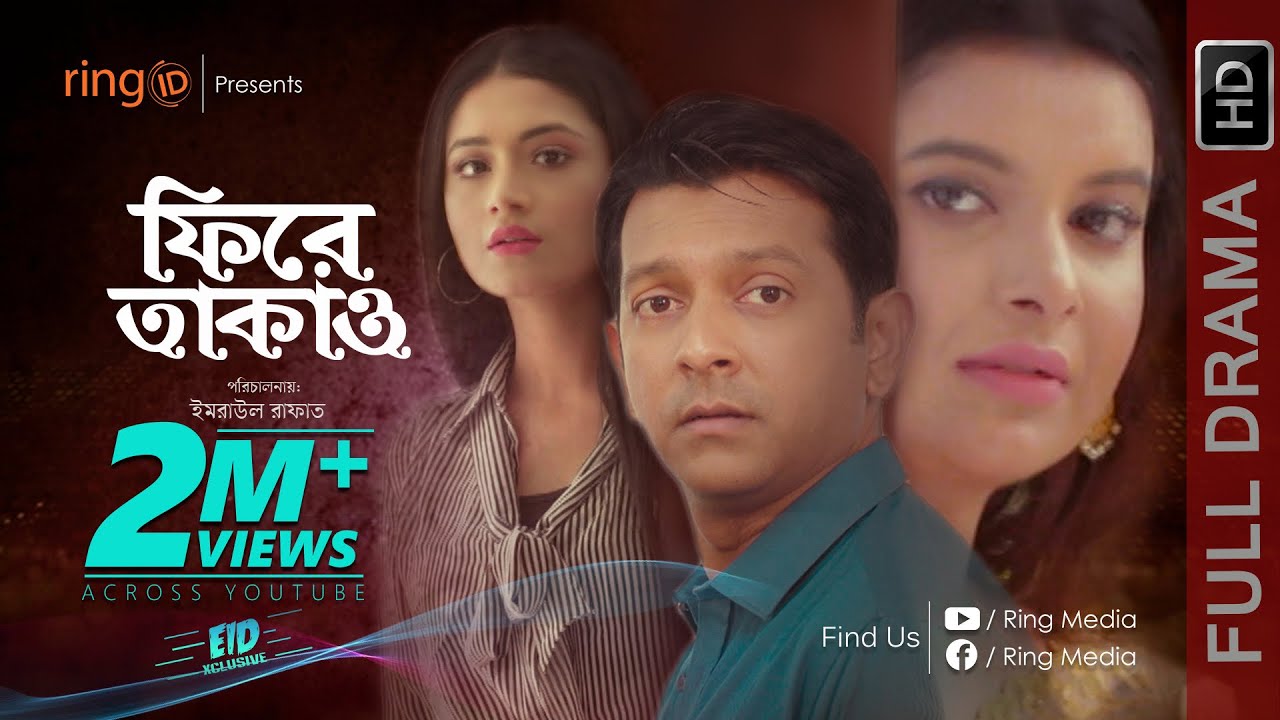 ringID | Presents
ফিরে
তাকাও
পরিচালনায়:
ইমরাউল রাফাত
2M+
VIEWS
ACROSS YOUTUBE
EID
XCLUSIVE
Find Us
/ Ring Media
/ Ring Media
FULL DRAMA
HD